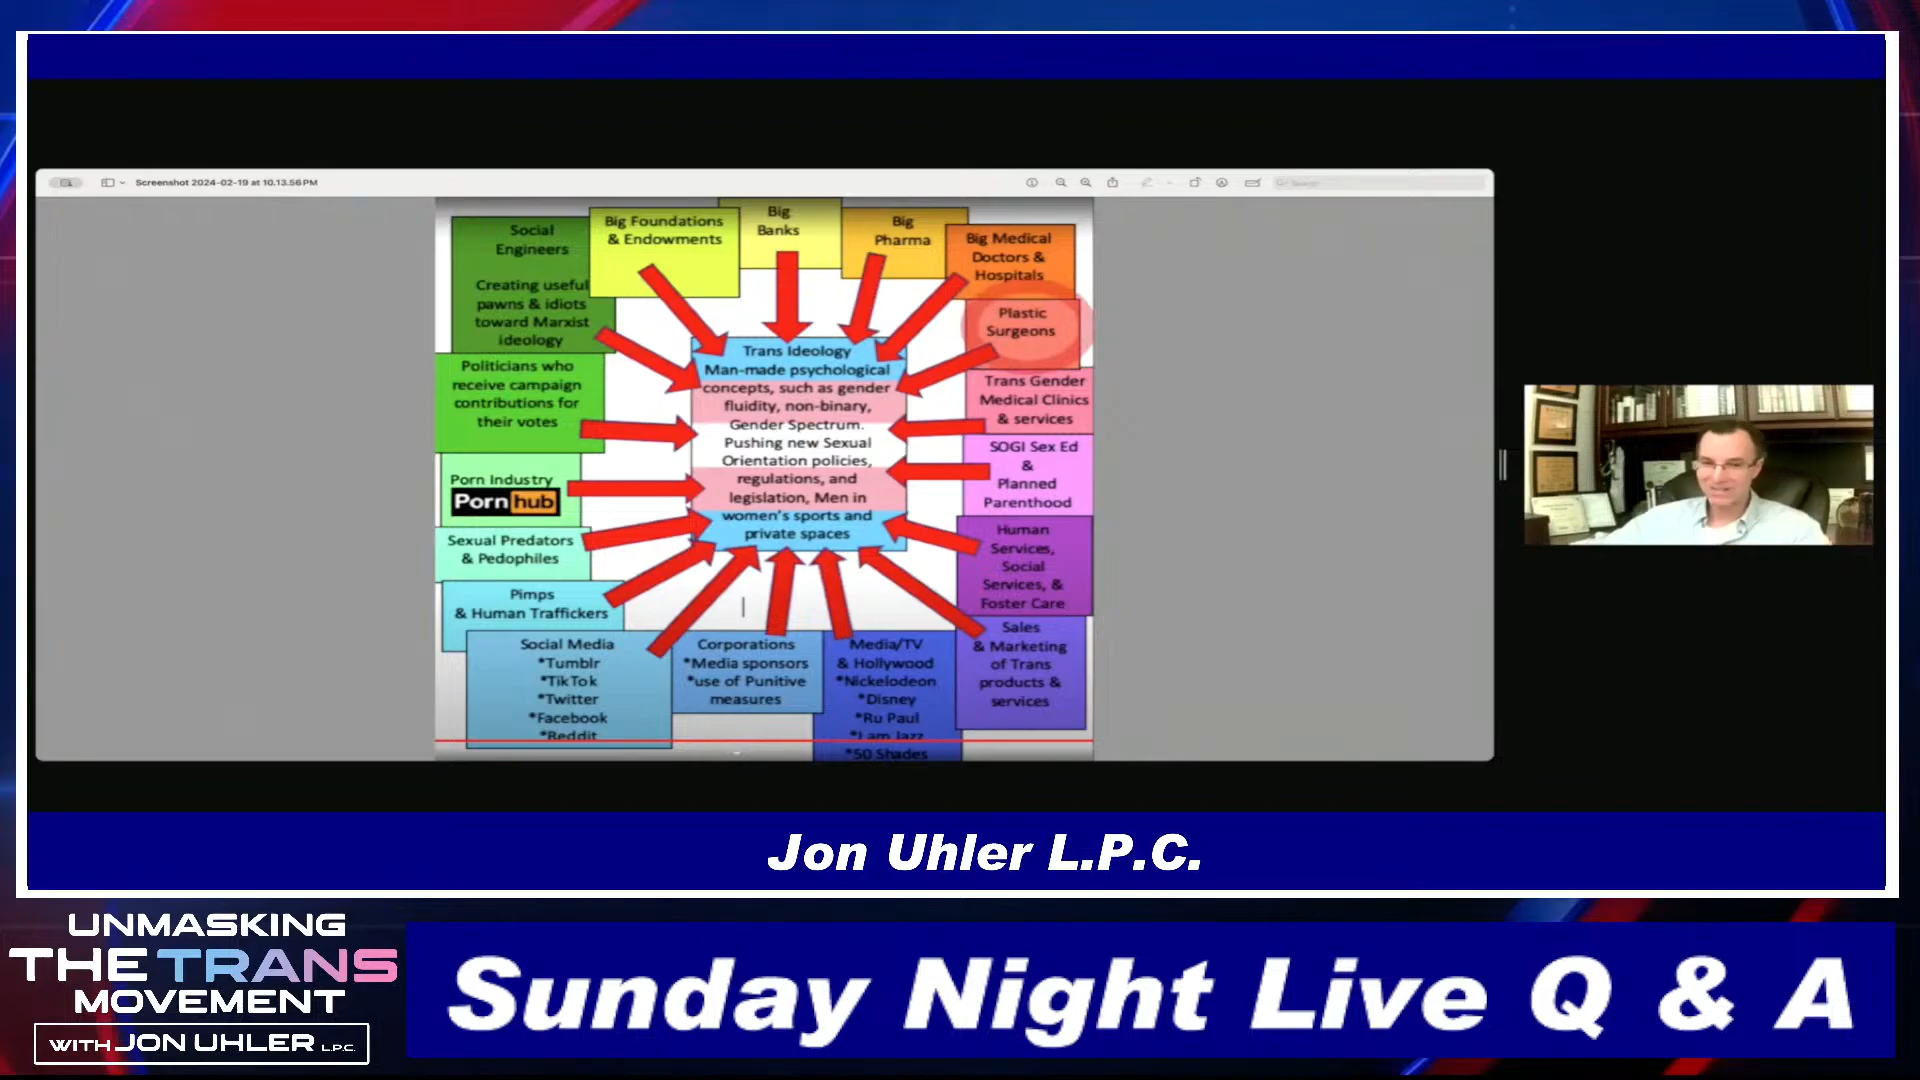 Screenshot 2024-02-19 at 10.13.56 PM
Search
Social
Engineers
Creating useful
pawns & idiots
toward Marxist
ideology
Big Foundations
& Endowments
Big
Banks
Big
Pharma
Big Medical
Doctors &
Hospitals
Plastic
Surgeons
Trans Gender
Medical Clinics
& services
SOGI Sex Ed
&
Planned
Parenthood
Human
Services,
Social
Services, &
Foster Care
Sales
& Marketing
of Trans
products &
services
Media/TV
& Hollywood
*Nickelodeon
*Disney
*Ru Paul
*I am Jazz
*50 Shades
Corporations
*Media sponsors
*use of Punitive
measures
Social Media
*Tumblr
*TikTok
*Twitter
*Facebook
*Reddit
Pimps
& Human Traffickers
Sexual Predators
& Pedophiles
Porn Industry
Porn hub
Politicians who
receive campaign
contributions for
their votes
Trans Ideology
Man-made psychological
concepts, such as gender
fluidity, non-binary,
Gender Spectrum.
Pushing new Sexual
Orientation policies,
regulations, and
legislation, Men in
women's sports and
private spaces
Jon Uhler L.P.C.
UNMASKING
THE TRANS
MOVEMENT
WITH JON UHLER L.P.C.
Sunday Night Live Q & A